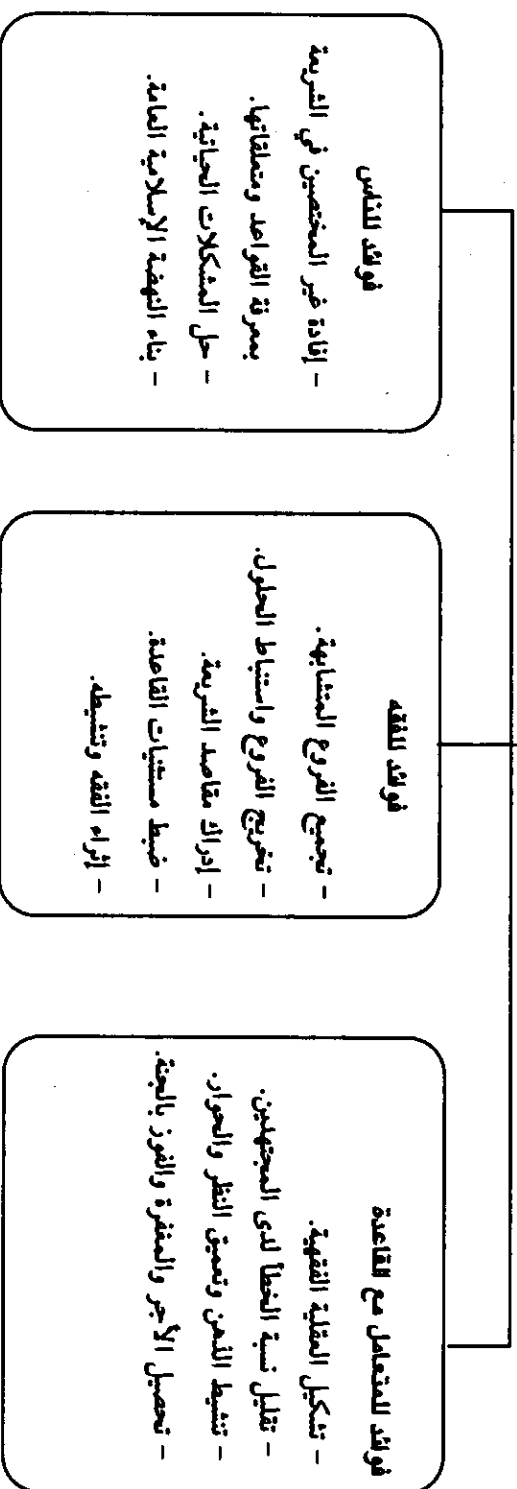 فوائد للمتعامل مع القاعدة
- تشكيل العقلية الفقهية.
- تقليل نسبة الخطأ لدى المجتهدين.
- تنشيط الذهن وتعميق النظر والحوار.
- تحصيل الأجر والمغفرة والفوز بالجنة.
فوائد للفقه
- تجميع الفروع المتشابهة.
- تخريج الفروع واستنباط الحلول.
- إدراك مقاصد الشريعة.
- ضبط مستثنيات القاعدة.
- إثراء الفقه وتنشيطه.
فوائد للناس
- إفادة غير المختصين في الشريعة
بمعرفة القواعد ومتعلقاتها.
- حل المشكلات الحياتية.
- بناء النهضة الإسلامية العامة.